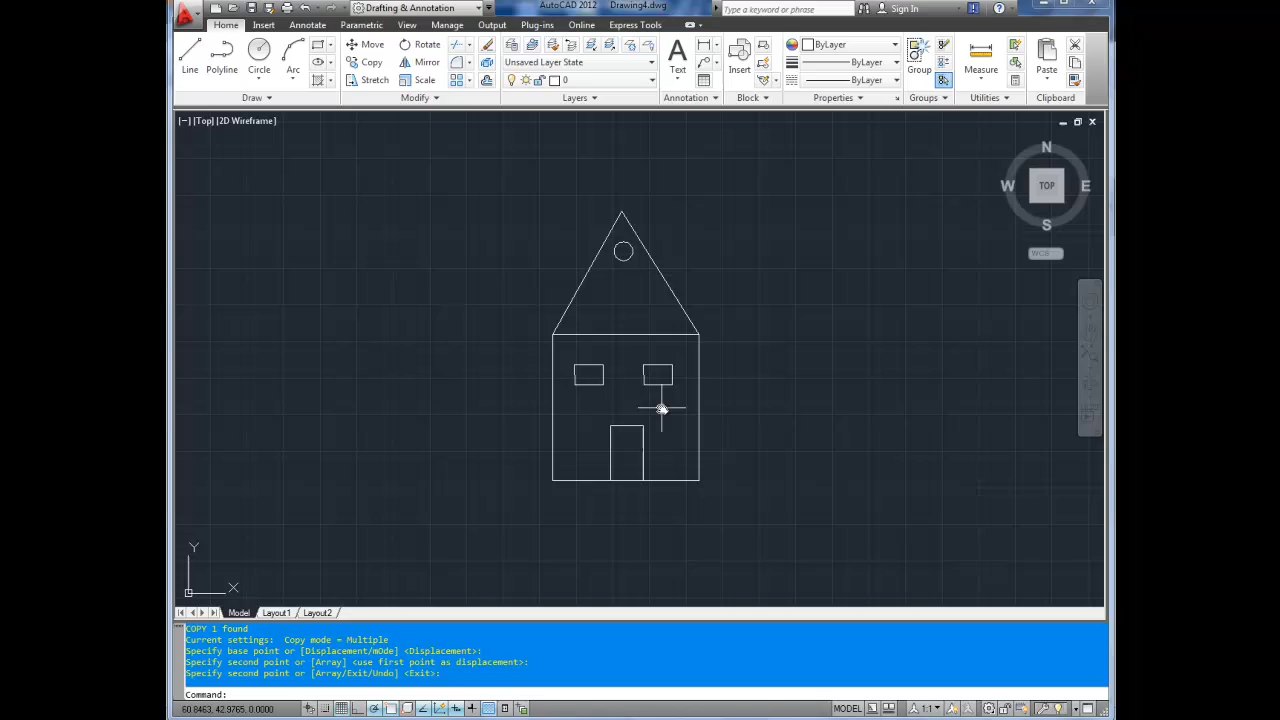 Drafting & Annotation AutoCAD 2012 Drawing4.dwg Type a keyword or phrase Sign In
Home Insert Annotate Parametric View Manage Output Plug-ins Online Express Tools
Line Polyline Circle Arc
Move Rotate
Copy Mirror
Stretch Scale
Unsaved Layer State
0
Text
Insert
ByLayer
ByLayer
ByLayer
Group
Measure
Paste
Draw Modify Layers Annotation Block Properties Groups Utilities Clipboard
[−] [Top] [2D Wireframe]
N
W TOP E
S
WCS
Y
X
Model Layout1 Layout2
COPY 1 found
Current settings: Copy mode = Multiple
Specify base point or [Displacement/mOde] <Displacement>:
Specify second point or [Array] <use first point as displacement>:
Specify second point or [Array/Exit/Undo] <Exit>:
Command:
60.8463, 42.9765, 0.0000 MODEL 1:1